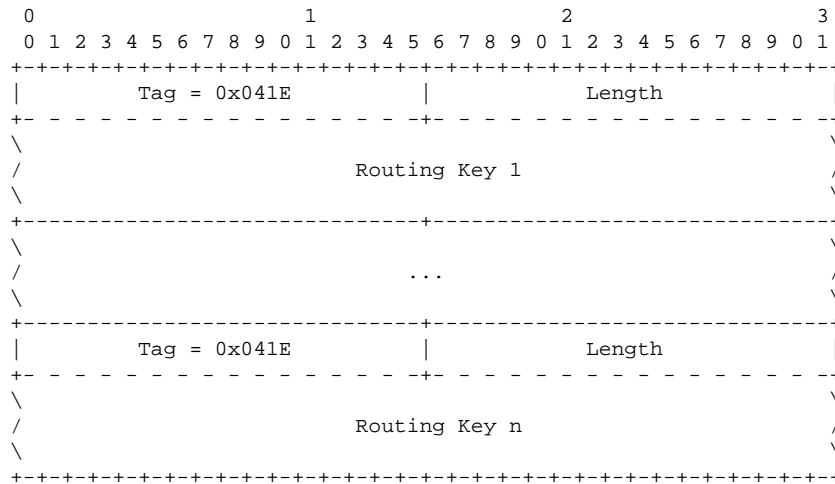 0                   1                   2                   3
 0 1 2 3 4 5 6 7 8 9 0 1 2 3 4 5 6 7 8 9 0 1 2 3 4 5 6 7 8 9 0 1
+-+-+-+-+-+-+-+-+-+-+-+-+-+-+-+-+-+-+-+-+-+-+-+-+-+-+-+-+-+-+-+-+
|         Tag = 0x041E          |            Length             |
+- - - - - - - - - - - - - - - -+- - - - - - - - - - - - - - - -+
\                                                               \
/                          Routing Key 1                        /
\                                                               \
+-------------------------------+-------------------------------+
\                                                               \
/                              ...                              /
\                                                               \
+-------------------------------+-------------------------------+
|         Tag = 0x041E          |            Length             |
+- - - - - - - - - - - - - - - -+- - - - - - - - - - - - - - - -+
\                                                               \
/                          Routing Key n                        /
\                                                               \
+-+-+-+-+-+-+-+-+-+-+-+-+-+-+-+-+-+-+-+-+-+-+-+-+-+-+-+-+-+-+-+-+